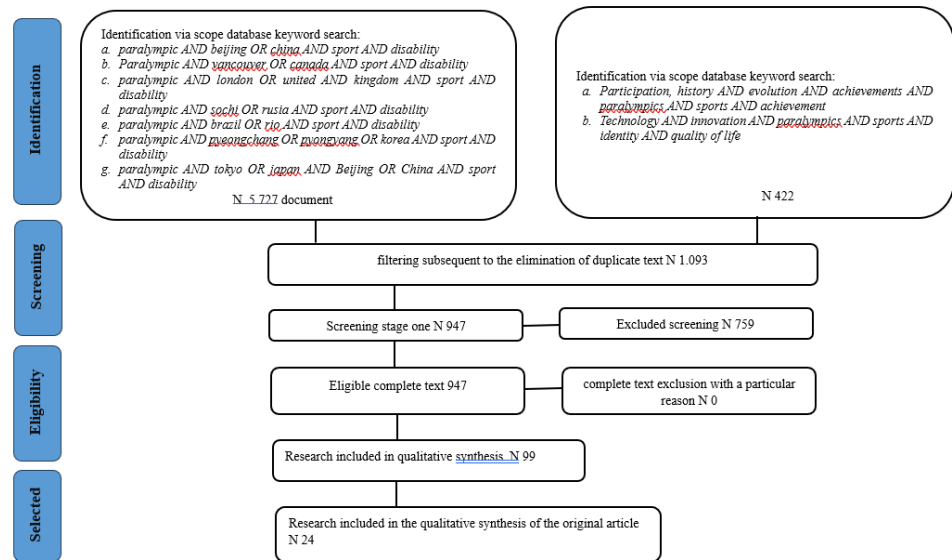 Identification
Identification via scope database keyword search:
a. paralympic AND beijing OR china AND sport AND disability
b. Paralympic AND vancouver OR canada AND sport AND disability
c. paralympic AND london OR united AND kingdom AND sport AND
disability
d. paralympic AND sochi OR rusia AND sport AND disability
e. paralympic AND brazil OR rio AND sport AND disability
f. paralympic AND pyeongchang OR pyongyang OR korea AND sport AND
disability
g. paralympic AND tokyo OR japan AND Beijing OR China AND sport
AND disability
N 5.727 document
Identification via scope database keyword search:
a. Participation, history AND evolution AND achievements AND
paralympics AND sports AND achievement
b. Technology AND innovation AND paralympics AND sports AND
identity AND quality of life
N 422
Screening
filtering subsequent to the elimination of duplicate text N 1.093
Screening stage one N 947
Excluded screening N 759
Eligibility
Eligible complete text 947
complete text exclusion with a particular
reason N 0
Research included in qualitative synthesis N 99
Selected
Research included in the qualitative synthesis of the original article
N 24